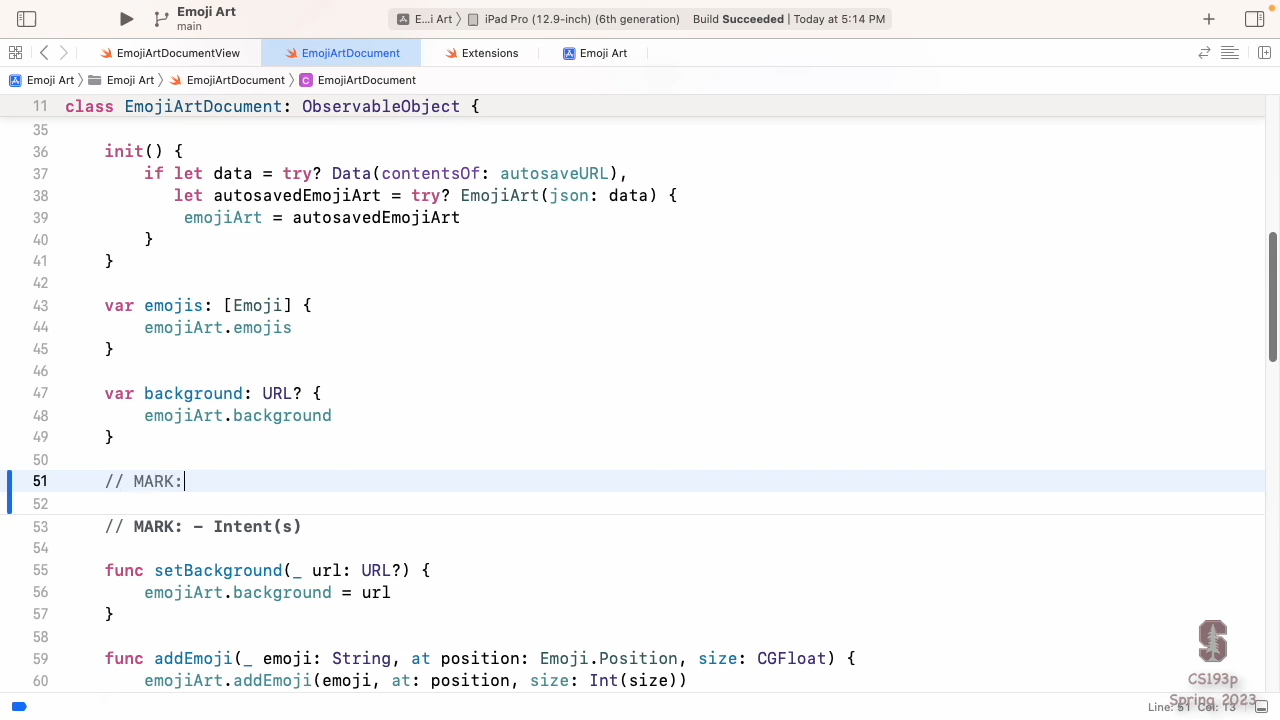 Emoji Art
main
E...i Art 〉 iPad Pro (12.9-inch) (6th generation) Build Succeeded | Today at 5:14 PM
EmojiArtDocumentView EmojiArtDocument Extensions Emoji Art
Emoji Art 〉 Emoji Art 〉 EmojiArtDocument 〉 C EmojiArtDocument
11 class EmojiArtDocument: ObservableObject {
35
36 init() {
37 if let data = try? Data(contentsOf: autosaveURL),
38 let autosavedEmojiArt = try? EmojiArt(json: data) {
39 emojiArt = autosavedEmojiArt
40 }
41 }
42
43 var emojis: [Emoji] {
44 emojiArt.emojis
45 }
46
47 var background: URL? {
48 emojiArt.background
49 }
50
51 // MARK:
52
53 // MARK: - Intent(s)
54
55 func setBackground(_ url: URL?) {
56 emojiArt.background = url
57 }
58
59 func addEmoji(_ emoji: String, at position: Emoji.Position, size: CGFloat) {
60 emojiArt.addEmoji(emoji, at: position, size: Int(size))
S
CS193p
Spring 2023
Line: 51 Col: 13